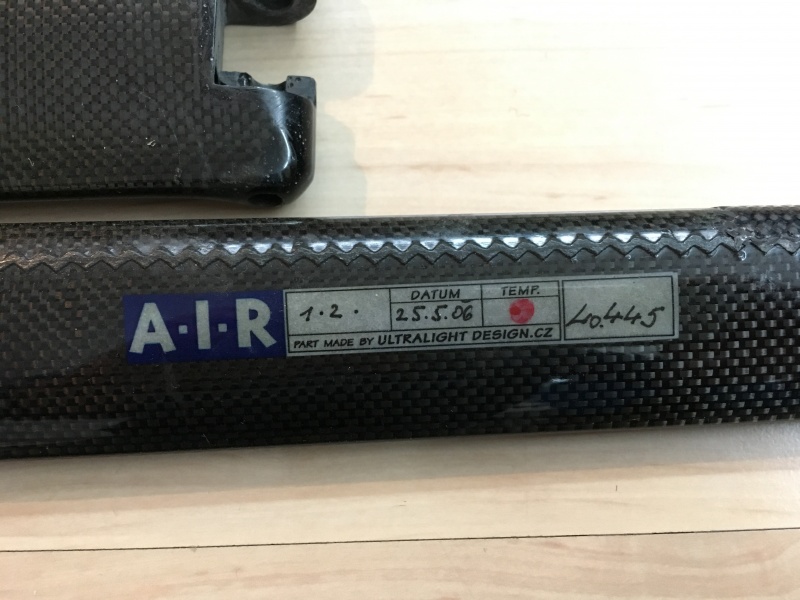 A·I·R
1.2.
DATUM
25.5.06
TEMP.
40.445
PART MADE BY ULTRALIGHT DESIGN.CZ